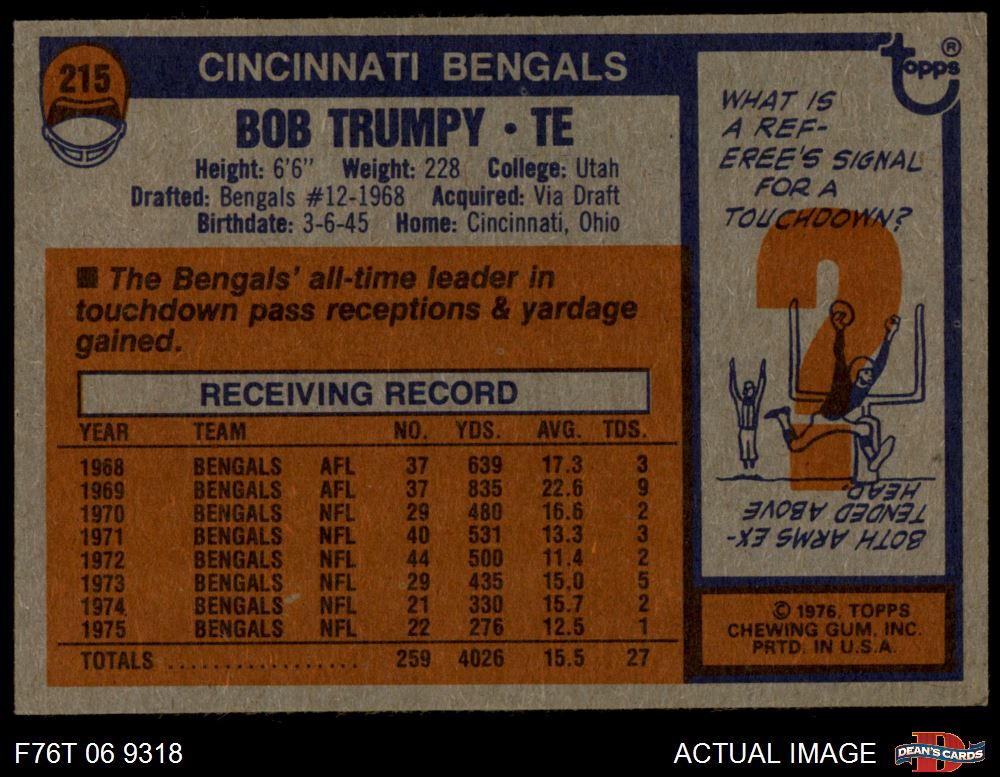 215
CINCINNATI BENGALS
BOB TRUMPY • TE
Height: 6'6" Weight: 228 College: Utah
Drafted: Bengals #12-1968 Acquired: Via Draft
Birthdate: 3-6-45 Home: Cincinnati, Ohio
■ The Bengals' all-time leader in
touchdown pass receptions & yardage
gained.
RECEIVING RECORD
YEAR TEAM NO. YDS. AVG. TDS.
1968 BENGALS AFL 37 639 17.3 3
1969 BENGALS AFL 37 835 22.6 9
1970 BENGALS NFL 29 480 16.6 2
1971 BENGALS NFL 40 531 13.3 3
1972 BENGALS NFL 44 500 11.4 2
1973 BENGALS NFL 29 435 15.0 5
1974 BENGALS NFL 21 330 15.7 2
1975 BENGALS NFL 22 276 12.5 1
TOTALS .................. 259 4026 15.5 27
topps ®
WHAT IS
A REF-
EREE'S SIGNAL
FOR A
TOUCHDOWN?
?
BOTH ARMS EX-
TENDED ABOVE
HEAD.
© 1976, TOPPS
CHEWING GUM, INC.
PRTD. IN U.S.A.
F76T 06 9318
ACTUAL IMAGE
D
DEAN'S CARDS